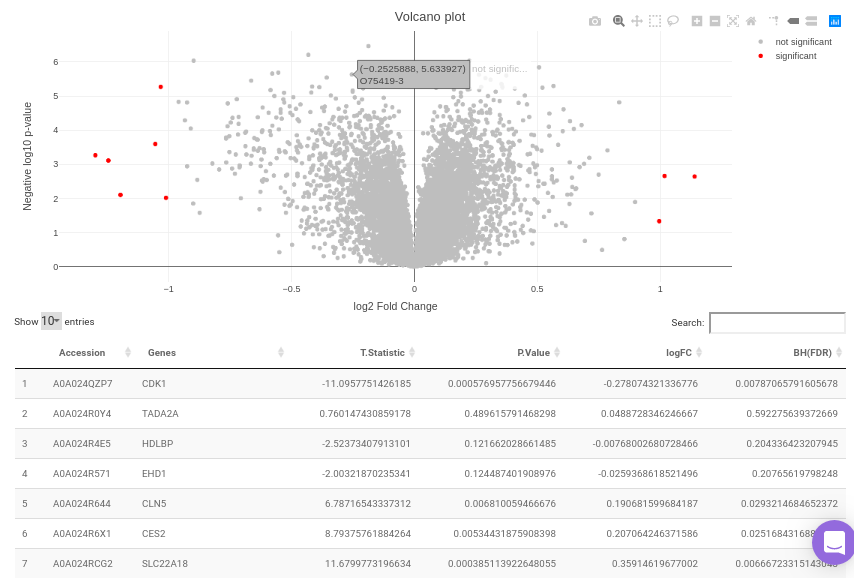 Volcano plot
not significant
significant
6
(−0.2525888, 5.633927)
not signific...
O75419-3
5
4
3
2
1
0
Negative log10 p-value
−1
−0.5
0
0.5
1
log2 Fold Change
Show 10 entries
Search:
Accession Genes T.Statistic P.Value logFC BH(FDR)
1 A0A024QZP7 CDK1 -11.0957751426185 0.000576957756679446 -0.278074321336776 0.00787065791605678
2 A0A024R0Y4 TADA2A 0.760147430859178 0.489615791468298 0.0488728346246667 0.592275639372669
3 A0A024R4E5 HDLBP -2.52373407913101 0.121662028661485 -0.00768002680728466 0.204336423207945
4 A0A024R571 EHD1 -2.00321870235341 0.124487401908976 -0.0259368618521496 0.20765619798248
5 A0A024R644 CLN5 6.78716543337312 0.006810059466676 0.190681599684187 0.0293214684652372
6 A0A024R6X1 CES2 8.79375761884264 0.00534431875908398 0.207064246371586
7 A0A024RCG2 SLC22A18 11.6799773196634 0.000385113922648055 0.35914619677002